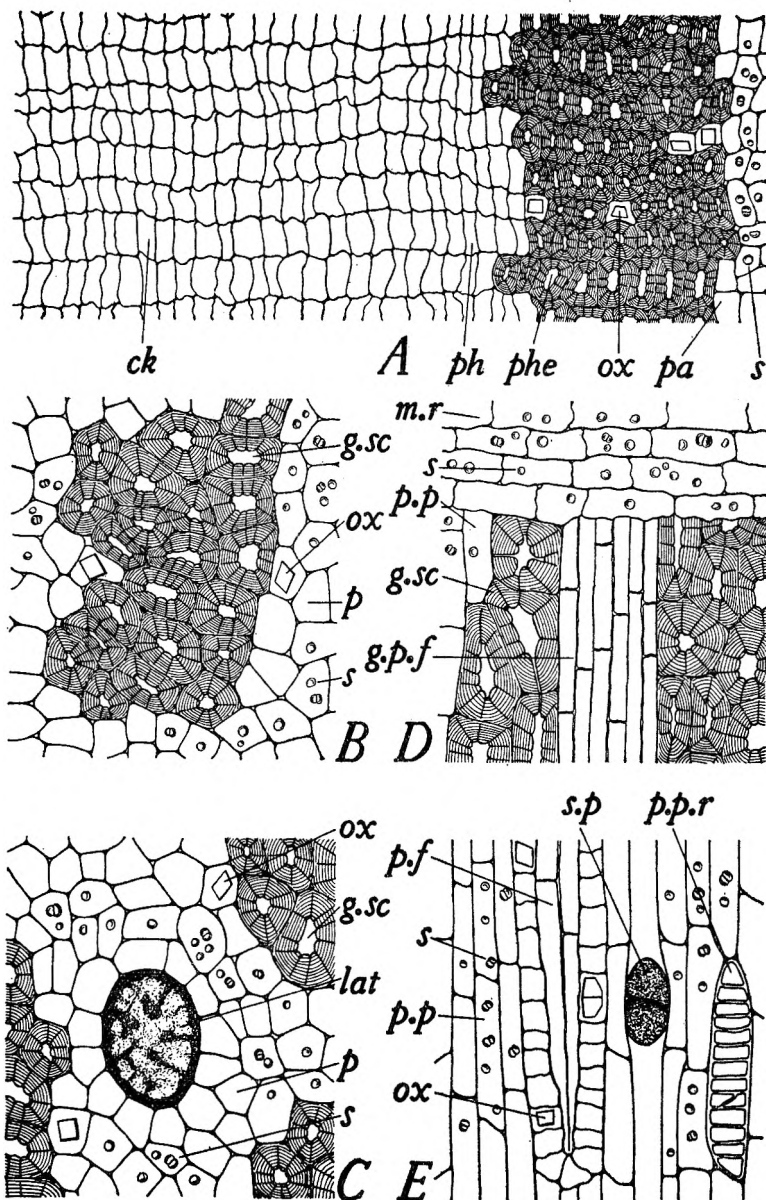 ck A ph phe ox pa s
g.sc
ox
p
s
B
m.r
s
p.p
g.sc
g.p.f
D
ox
g.sc
lat
p
s
C
s.p p.p.r
p.f
s
p.p
ox
E